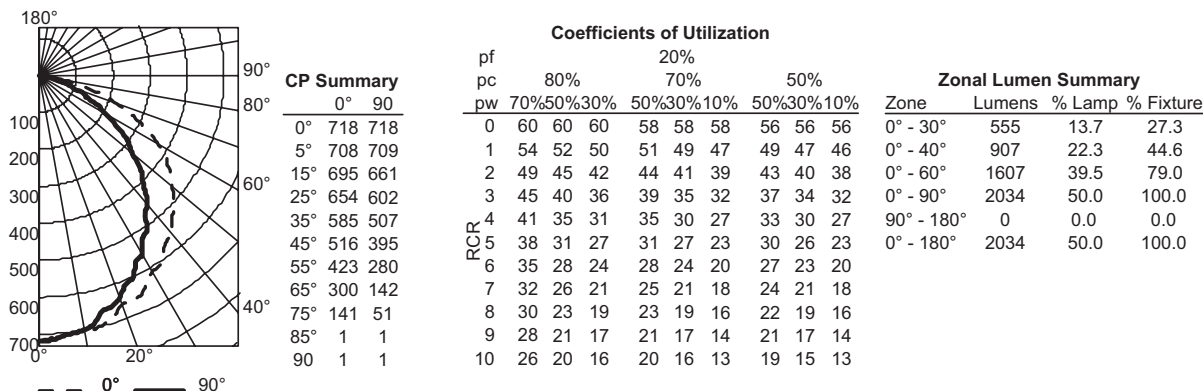 180°
90°
80°
60°
40°
100
200
300
400
500
600
700
0° 20°
0° 90°
CP Summary
0° 90
0° 718 718
5° 708 709
15° 695 661
25° 654 602
35° 585 507
45° 516 395
55° 423 280
65° 300 142
75° 141 51
85° 1 1
90 1 1
Coefficients of Utilization
pf 20%
pc 80% 70% 50%
pw 70%50%30% 50%30%10% 50%30%10%
RCR
0 60 60 60 58 58 58 56 56 56
1 54 52 50 51 49 47 49 47 46
2 49 45 42 44 41 39 43 40 38
3 45 40 36 39 35 32 37 34 32
4 41 35 31 35 30 27 33 30 27
5 38 31 27 31 27 23 30 26 23
6 35 28 24 28 24 20 27 23 20
7 32 26 21 25 21 18 24 21 18
8 30 23 19 23 19 16 22 19 16
9 28 21 17 21 17 14 21 17 14
10 26 20 16 20 16 13 19 15 13
Zonal Lumen Summary
Zone Lumens % Lamp % Fixture
0° - 30° 555 13.7 27.3
0° - 40° 907 22.3 44.6
0° - 60° 1607 39.5 79.0
0° - 90° 2034 50.0 100.0
90° - 180° 0 0.0 0.0
0° - 180° 2034 50.0 100.0